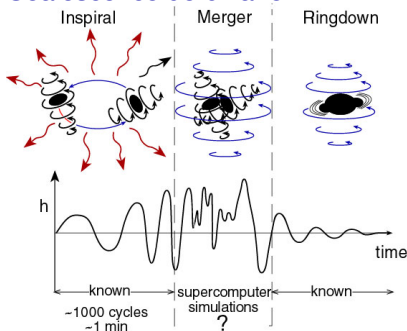 Inspiral
Merger
Ringdown
h
time
known
supercomputer
simulations
?
known
~1000 cycles
~1 min